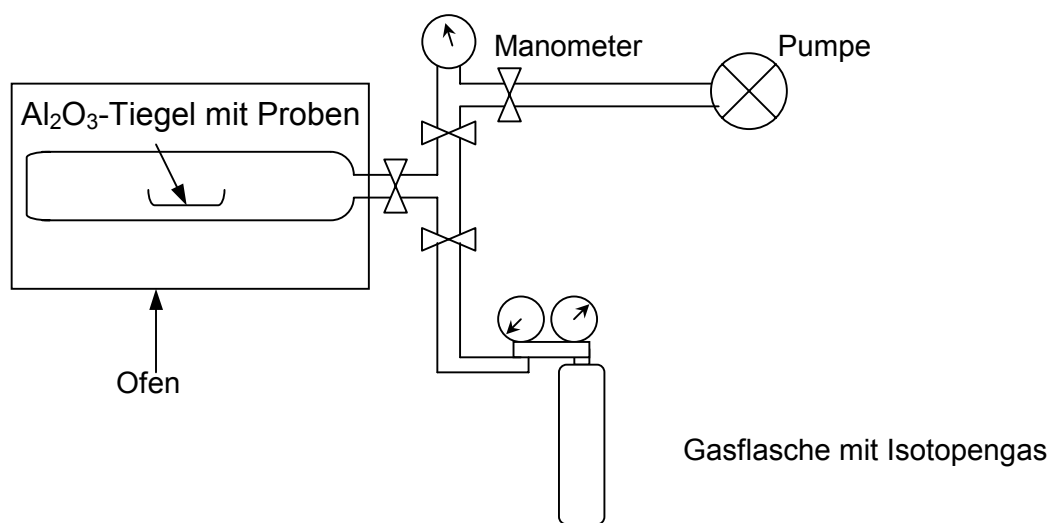 Manometer
Pumpe
Al₂O₃-Tiegel mit Proben
Ofen
Gasflasche mit Isotopengas